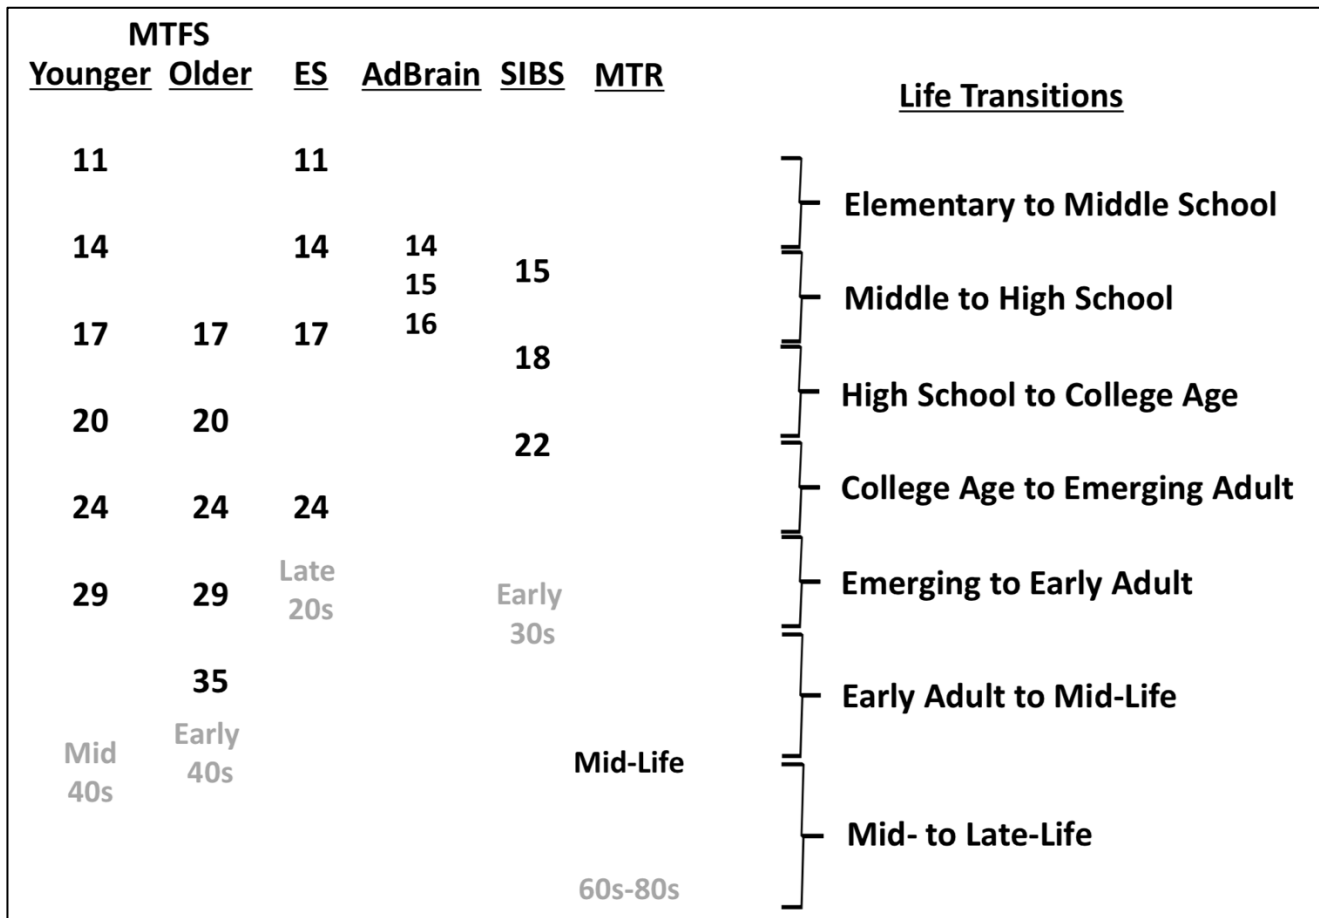 MTFS
Younger Older ES AdBrain SIBS MTR
Life Transitions
11 11
Elementary to Middle School
14 14 14
15
15
Middle to High School
16
17 17 17
18
High School to College Age
20 20
22
College Age to Emerging Adult
24 24 24
Late
20s
Emerging to Early Adult
29 29
Early
30s
35
Early Adult to Mid-Life
Early
40s
Mid
40s
Mid-Life
Mid- to Late-Life
60s-80s